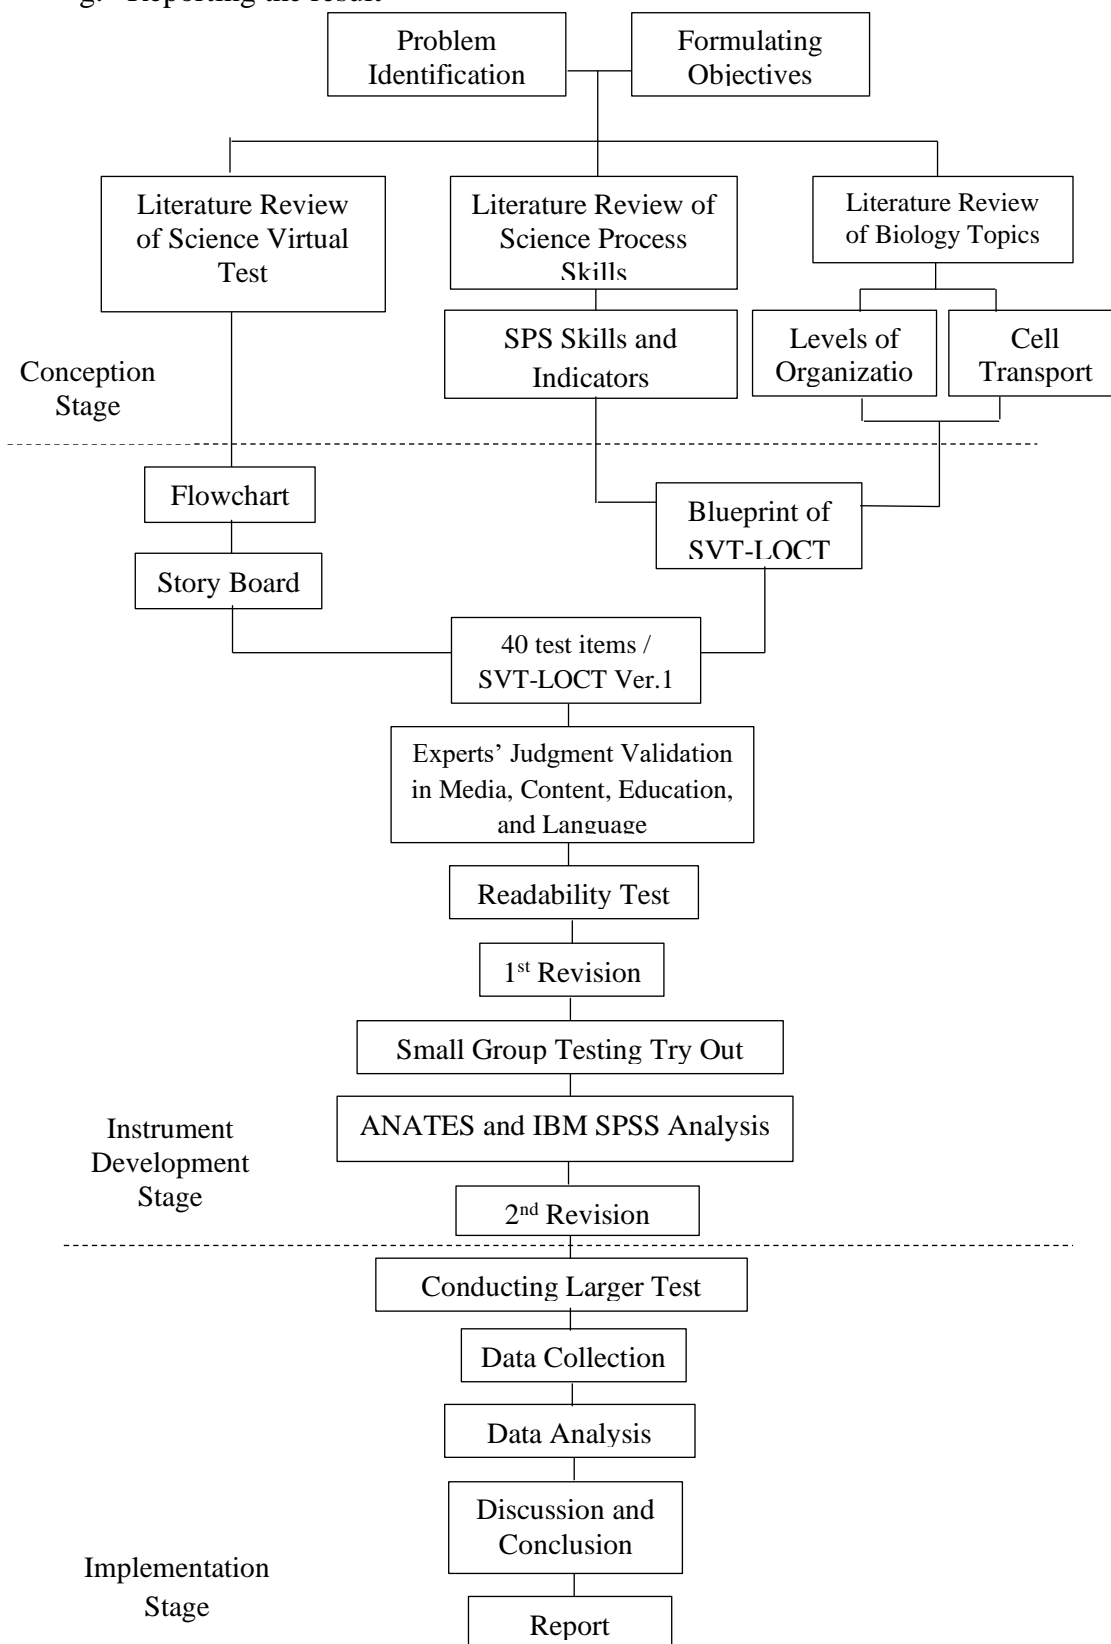 g. Reporting the result
Problem
Identification
Formulating
Objectives
Literature Review
of Science Virtual
Test
Literature Review of
Science Process
Skills
Literature Review
of Biology Topics
SPS Skills and
Indicators
Levels of
Organizatio
Cell
Transport
Conception
Stage
Flowchart
Blueprint of
SVT-LOCT
Story Board
40 test items /
SVT-LOCT Ver.1
Experts’ Judgment Validation
in Media, Content, Education,
and Language
Readability Test
1st Revision
Small Group Testing Try Out
ANATES and IBM SPSS Analysis
Instrument
Development
Stage
2nd Revision
Conducting Larger Test
Data Collection
Data Analysis
Discussion and
Conclusion
Implementation
Stage
Report